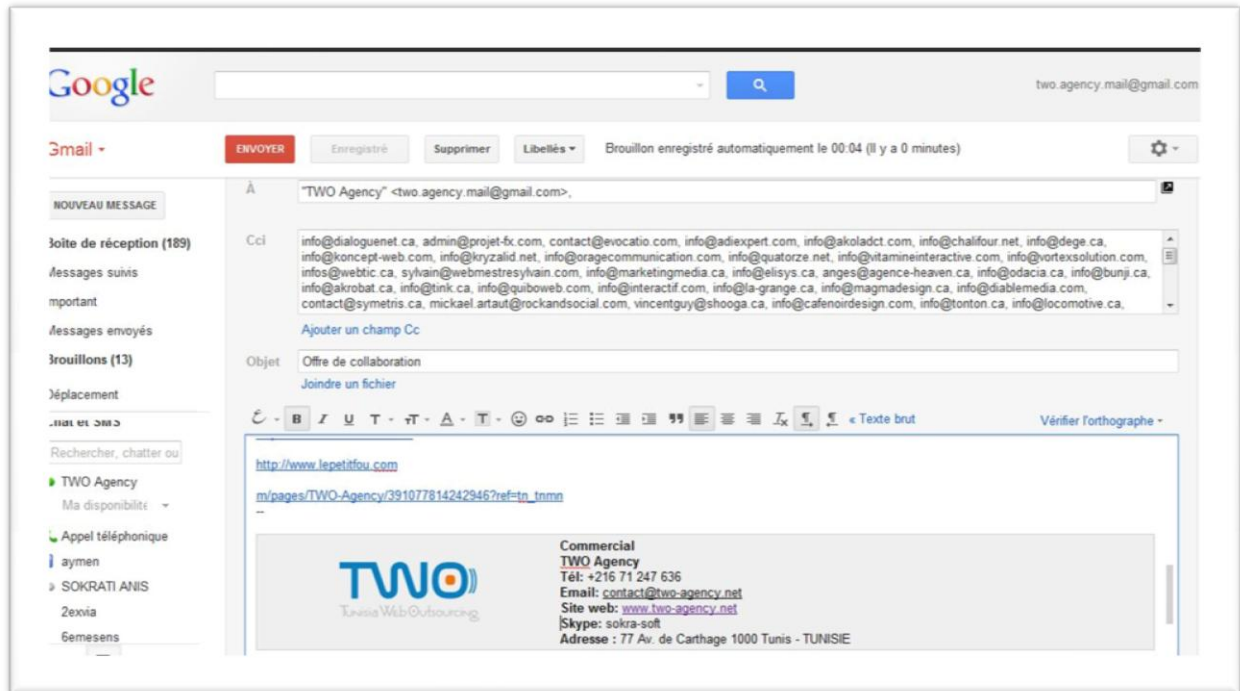 Google
two.agency.mail@gmail.com
Gmail
ENVOYER
Enregistré
Supprimer
Libellés
Brouillon enregistré automatiquement le 00:04 (Il y a 0 minutes)
NOUVEAU MESSAGE
Boîte de réception (189)
Messages suivis
Important
Messages envoyés
Brouillons (13)
Déplacement
Chat et SMS
Rechercher, chatter ou
TWO Agency
Ma disponibilité
Appel téléphonique
aymen
SOKRATI ANIS
2exvia
6emesens
À
"TWO Agency" <two.agency.mail@gmail.com>,
Cci
info@dialoguenet.ca, admin@projet-fx.com, contact@evocatio.com, info@adiexpert.com, info@akoladct.com, info@chalifour.net, info@dege.ca,
info@koncept-web.com, info@kryzalid.net, info@oragecommunication.com, info@quatorze.net, info@vitamineinteractive.com, info@vortexsolution.com,
infos@webtic.ca, sylvain@webmestresylvain.com, info@marketingmedia.ca, info@elisys.ca, anges@agence-heaven.ca, info@odacia.ca, info@bunji.ca,
info@akrobat.ca, info@tink.ca, info@quiboweb.com, info@interactif.com, info@la-grange.ca, info@magmadesign.ca, info@diablemedia.com,
contact@symetris.ca, mickael.artaut@rockandsocial.com, vincentguy@shooga.ca, info@cafenoirdesign.com, info@tonton.ca, info@locomotive.ca,
Ajouter un champ Cc
Objet
Offre de collaboration
Joindre un fichier
« Texte brut
Vérifier l'orthographe
http://www.lepetitfou.com
m/pages/TWO-Agency/391077814242946?ref=tn_tnmn
--
TWO
Tunisia Web Outsourcing
Commercial
TWO Agency
Tél: +216 71 247 636
Email: contact@two-agency.net
Site web: www.two-agency.net
Skype: sokra-soft
Adresse : 77 Av. de Carthage 1000 Tunis - TUNISIE